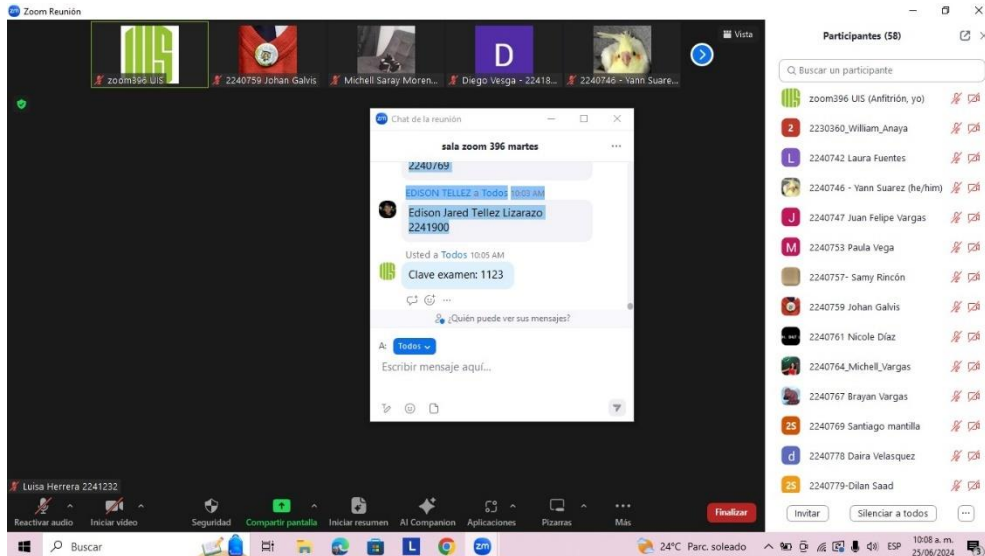 Zoom Reunión
zoom396 UIS
2240759 Johan Galvis
Michell Saray Moren...
Diego Vesga - 22418...
2240746 - Yann Suare...
D
Vista
Chat de la reunión
sala zoom 396 martes
2240769
EDISON TELLEZ a Todos 10:03 AM
Edison Jared Tellez Lizarazo
2241900
Usted a Todos 10:05 AM
Clave examen: 1123
¿Quién puede ver sus mensajes?
A: Todos
Escribir mensaje aquí...
Luisa Herrera 2241232
Reactivar audio
Iniciar video
Seguridad
Compartir pantalla
Iniciar resumen
AI Companion
Aplicaciones
Pizarras
Más
Finalizar
Participantes (58)
Buscar un participante
zoom396 UIS (Anfitrión, yo)
2 2230360_William_Anaya
L 2240742 Laura Fuentes
2240746 - Yann Suarez (he/him)
J 2240747 Juan Felipe Vargas
M 2240753 Paula Vega
2240757- Samy Rincón
2240759 Johan Galvis
2240761 Nicole Díaz
2240764_Michell_Vargas
2240767 Brayan Vargas
2S 2240769 Santiago mantilla
d 2240778 Daira Velasquez
2S 2240779-Dilan Saad
Invitar
Silenciar a todos
Buscar
L
zm
24°C Parc. soleado
ESP
10:08 a. m.
25/06/2024